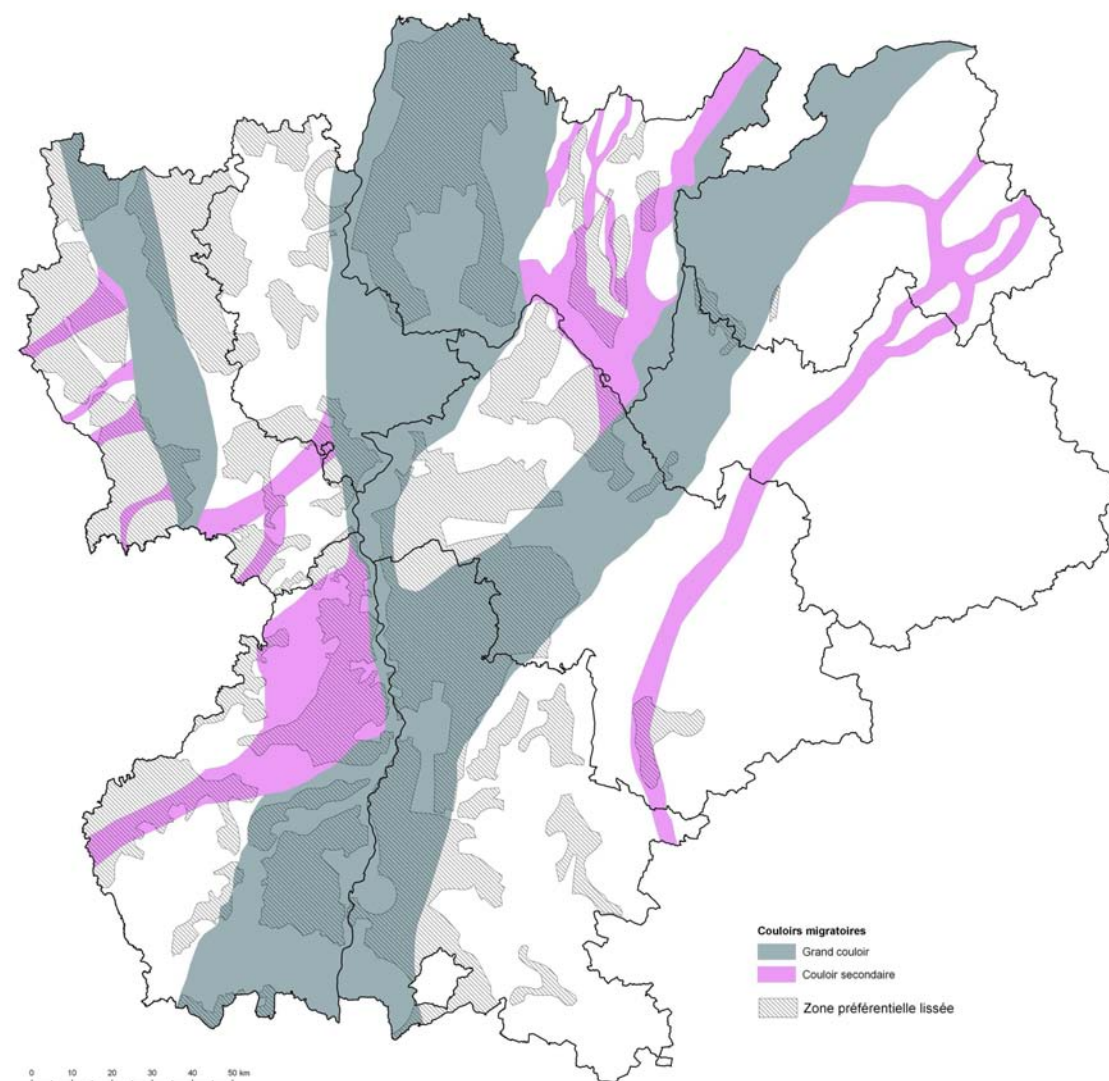 Couloirs migratoires
Grand couloir
Couloir secondaire
Zone préférentielle lissée
0 10 20 30 40 50 km